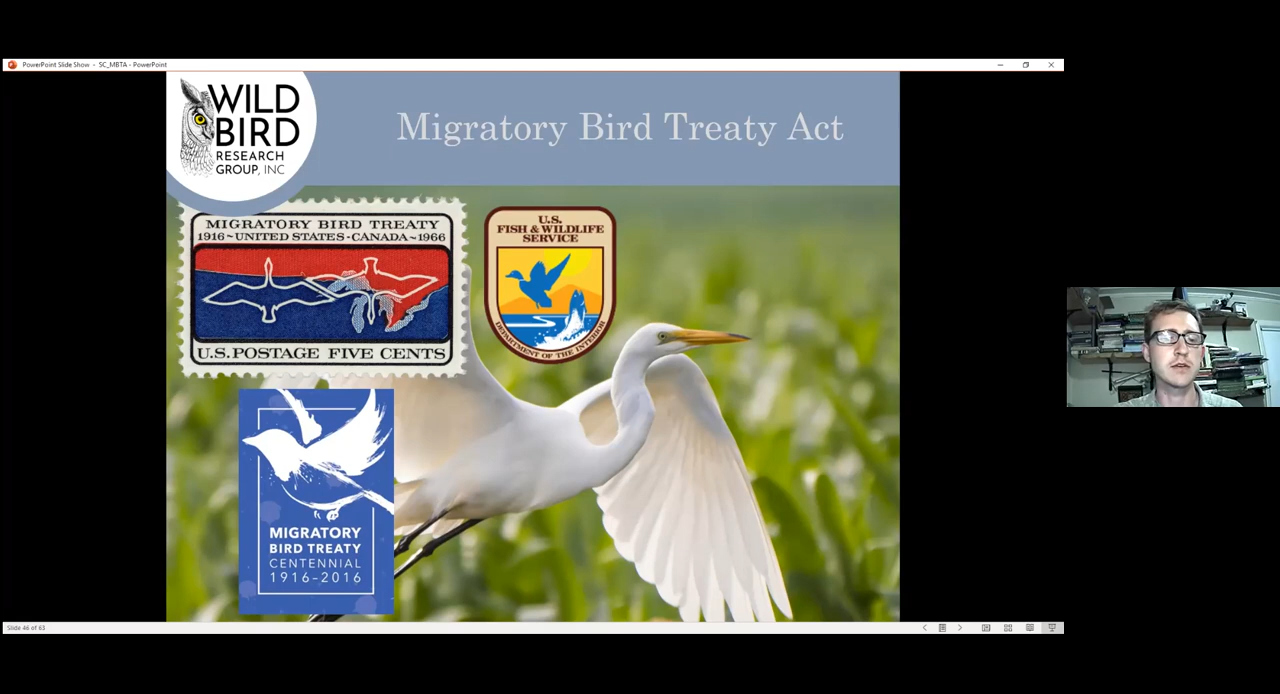 PowerPoint Slide Show - SC_MBTA - PowerPoint
WILD
BIRD
RESEARCH
GROUP, INC
Migratory Bird Treaty Act
MIGRATORY BIRD TREATY
1916~UNITED STATES-CANADA~1966
U.S. POSTAGE FIVE CENTS
U.S.
FISH & WILDLIFE
SERVICE
DEPARTMENT OF THE INTERIOR
MIGRATORY
BIRD TREATY
CENTENNIAL
1916-2016
Slide 46 of 63